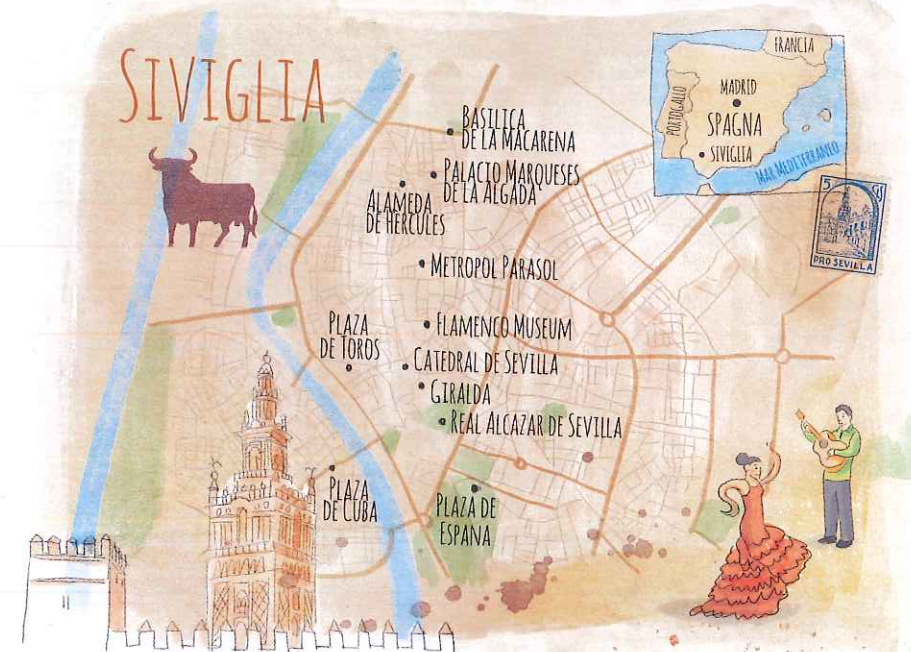 SIVIGLIA
FRANCIA
MADRID
PORTOGALLO
SPAGNA
SIVIGLIA
MAR MEDITERRANEO
BASILICA
DE LA MACARENA
PALACIO MARQUESES
DE LA ALGADA
ALAMEDA
DE HERCULES
5
PRO SEVILLA
METROPOL PARASOL
PLAZA
DE TOROS
FLAMENCO MUSEUM
CATEDRAL DE SEVILLA
GIRALDA
REAL ALCAZAR DE SEVILLA
PLAZA
DE CUBA
PLAZA DE
ESPANA